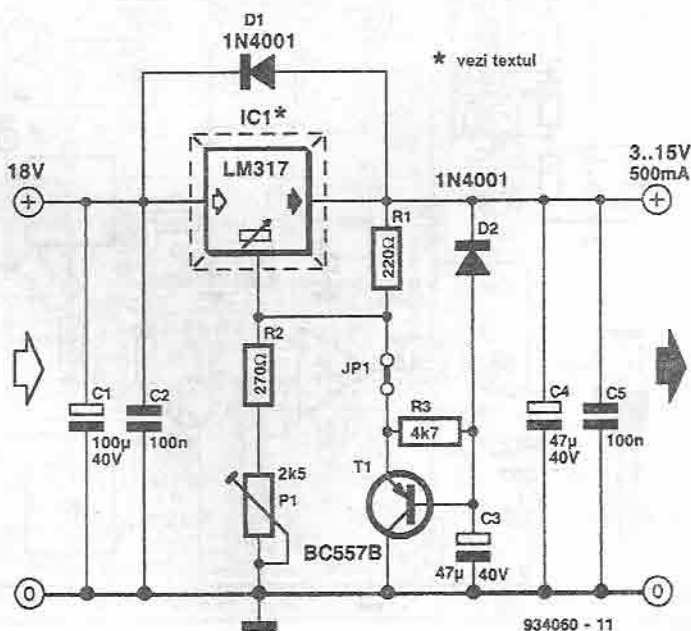 D1
1N4001
* vezi textul
IC1*
LM317
18V
+
3..15V
500mA
+
1N4001
R1
220Ω
D2
R2
270Ω
JP1
R3
4k7
C1
100µ
40V
C2
100n
C4
47µ
40V
C5
100n
2k5
P1
T1
BC557B
C3
47µ 40V
0
0
934060 - 11